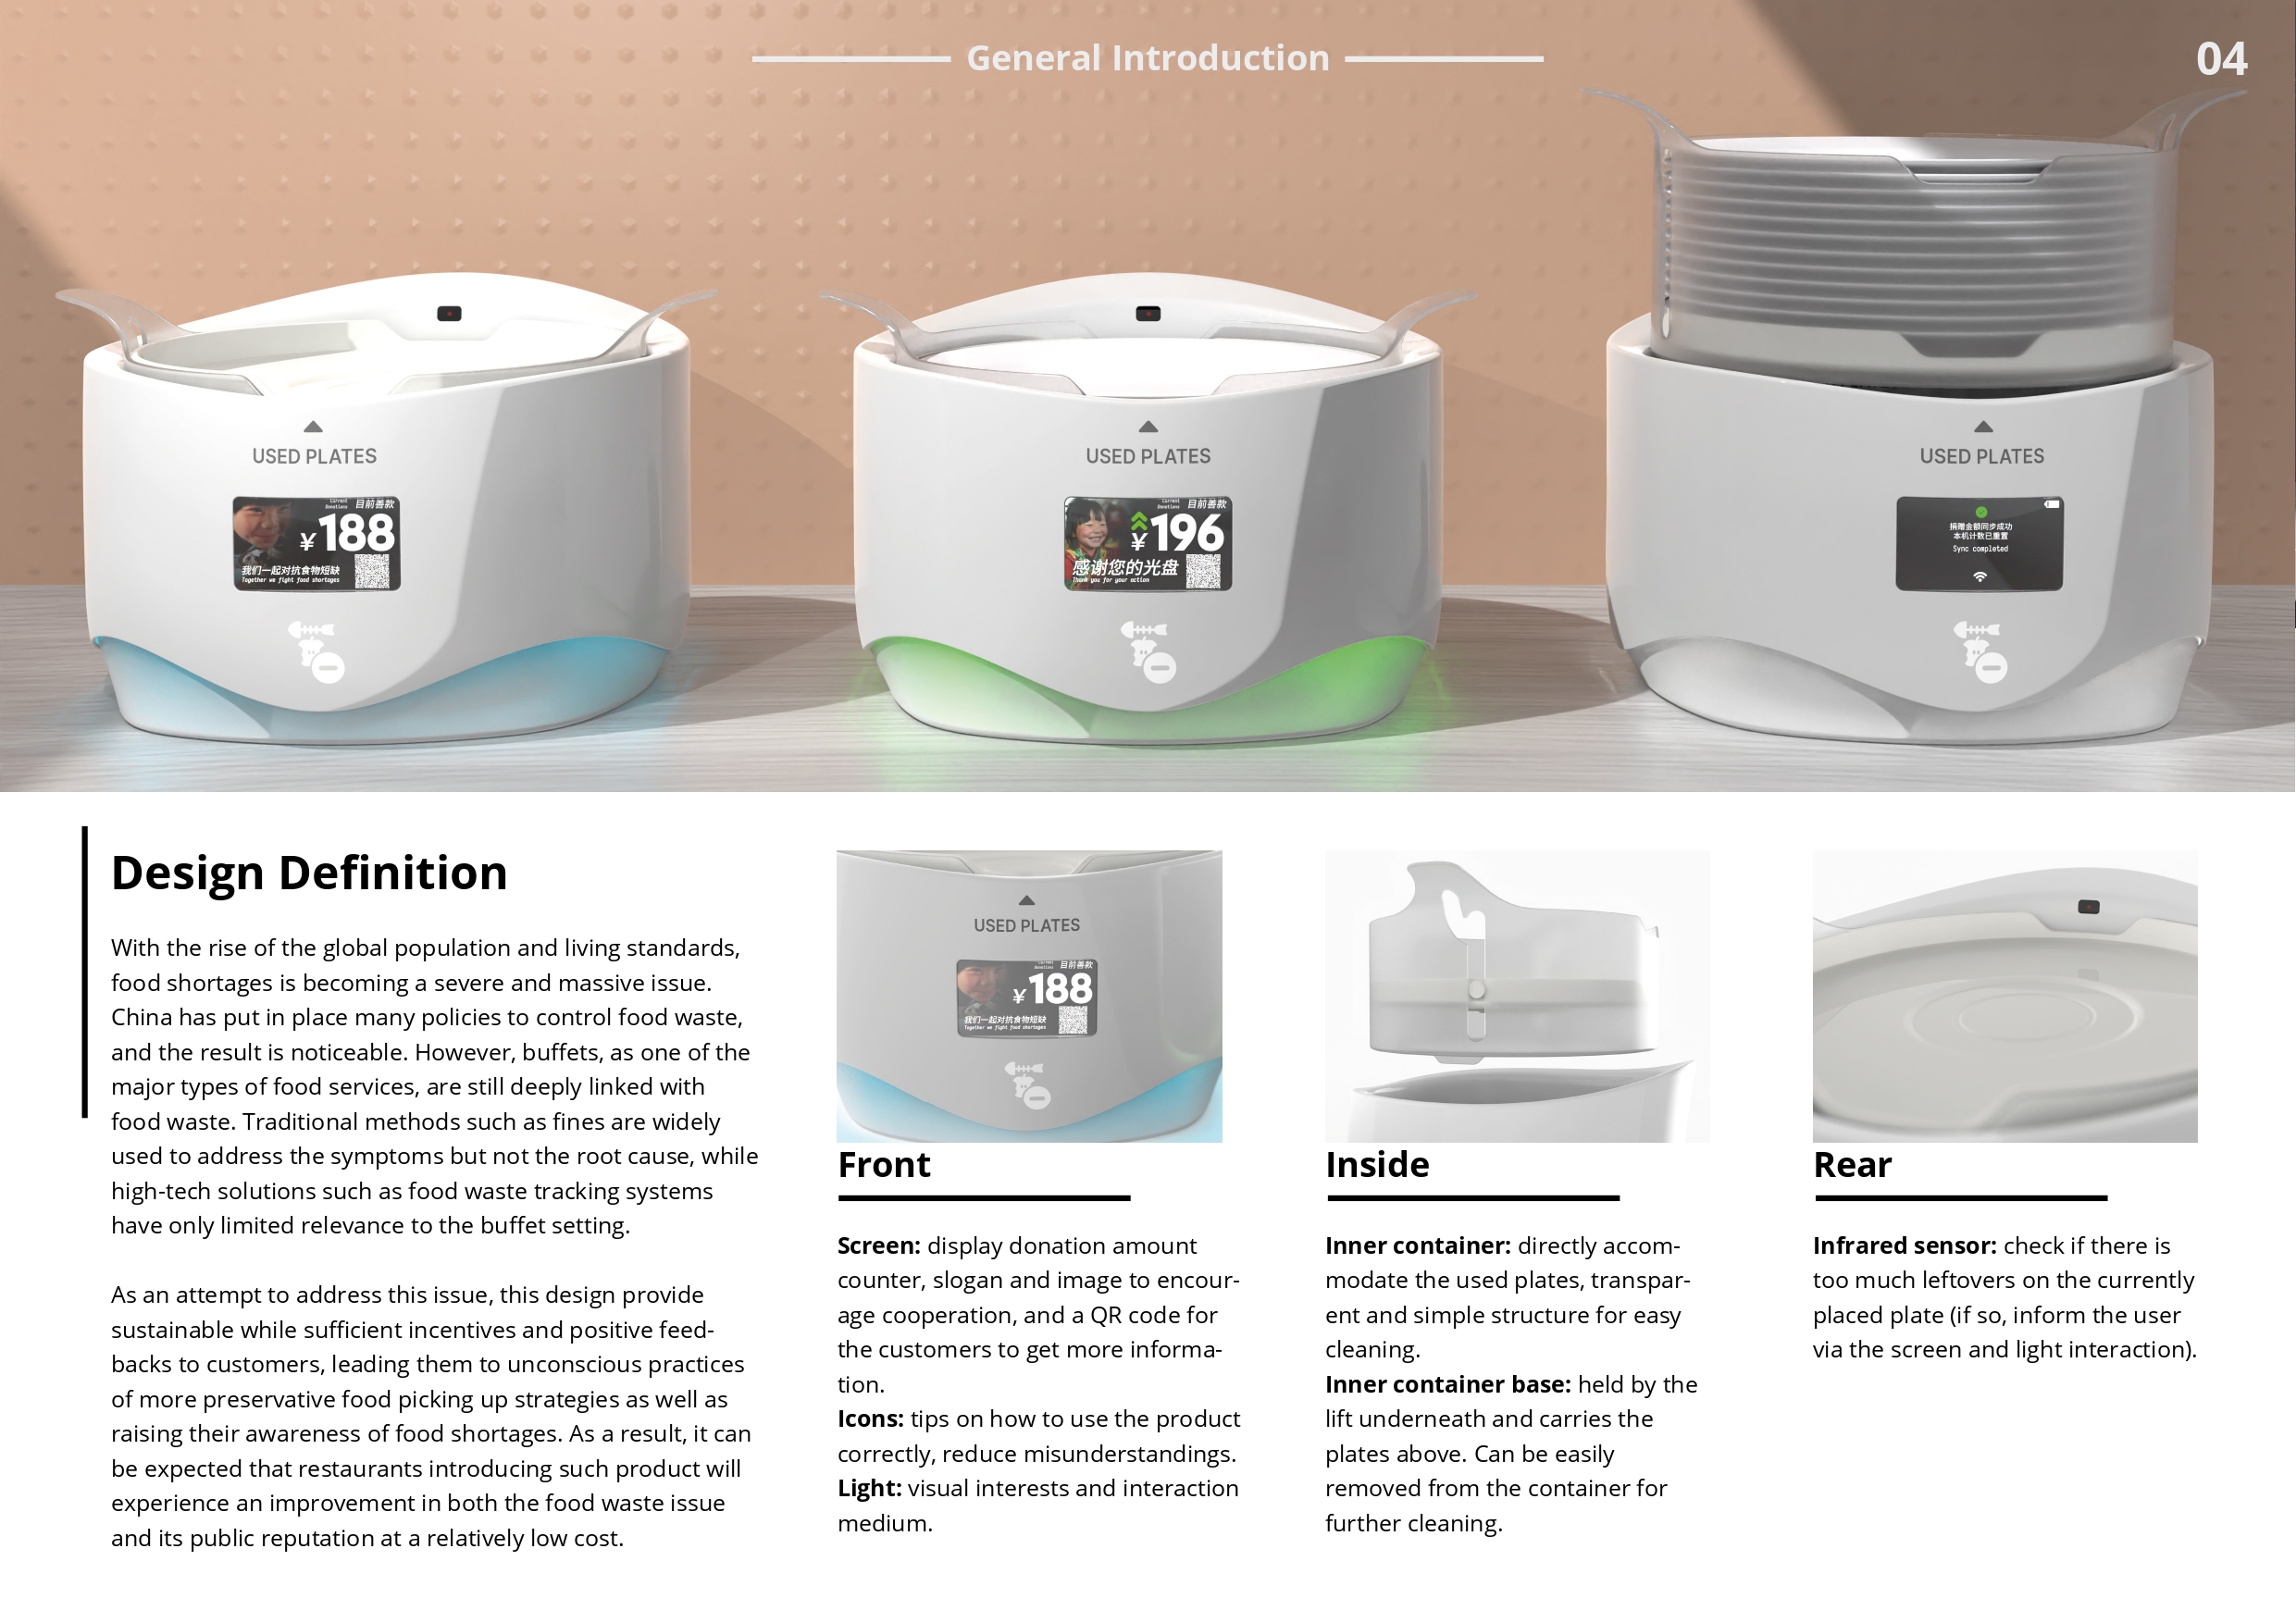 General Introduction
04
USED PLATES
Current
Donations
目前善款
¥188
我们一起对抗食物短缺
Together we fight food shortages
USED PLATES
Current
Donations
目前善款
¥196
感谢您的光盘
Thank you for your action
USED PLATES
捐赠金额同步成功
本机计数已重置
Sync completed
Design Definition
With the rise of the global population and living standards,
food shortages is becoming a severe and massive issue.
China has put in place many policies to control food waste,
and the result is noticeable. However, buffets, as one of the
major types of food services, are still deeply linked with
food waste. Traditional methods such as fines are widely
used to address the symptoms but not the root cause, while
high-tech solutions such as food waste tracking systems
have only limited relevance to the buffet setting.
As an attempt to address this issue, this design provide
sustainable while sufficient incentives and positive feed-
backs to customers, leading them to unconscious practices
of more preservative food picking up strategies as well as
raising their awareness of food shortages. As a result, it can
be expected that restaurants introducing such product will
experience an improvement in both the food waste issue
and its public reputation at a relatively low cost.
USED PLATES
Current
Donations
目前善款
¥188
我们一起对抗食物短缺
Together we fight food shortages
Front
Screen: display donation amount
counter, slogan and image to encour-
age cooperation, and a QR code for
the customers to get more informa-
tion.
Icons: tips on how to use the product
correctly, reduce misunderstandings.
Light: visual interests and interaction
medium.
Inside
Inner container: directly accom-
modate the used plates, transpar-
ent and simple structure for easy
cleaning.
Inner container base: held by the
lift underneath and carries the
plates above. Can be easily
removed from the container for
further cleaning.
Rear
Infrared sensor: check if there is
too much leftovers on the currently
placed plate (if so, inform the user
via the screen and light interaction).